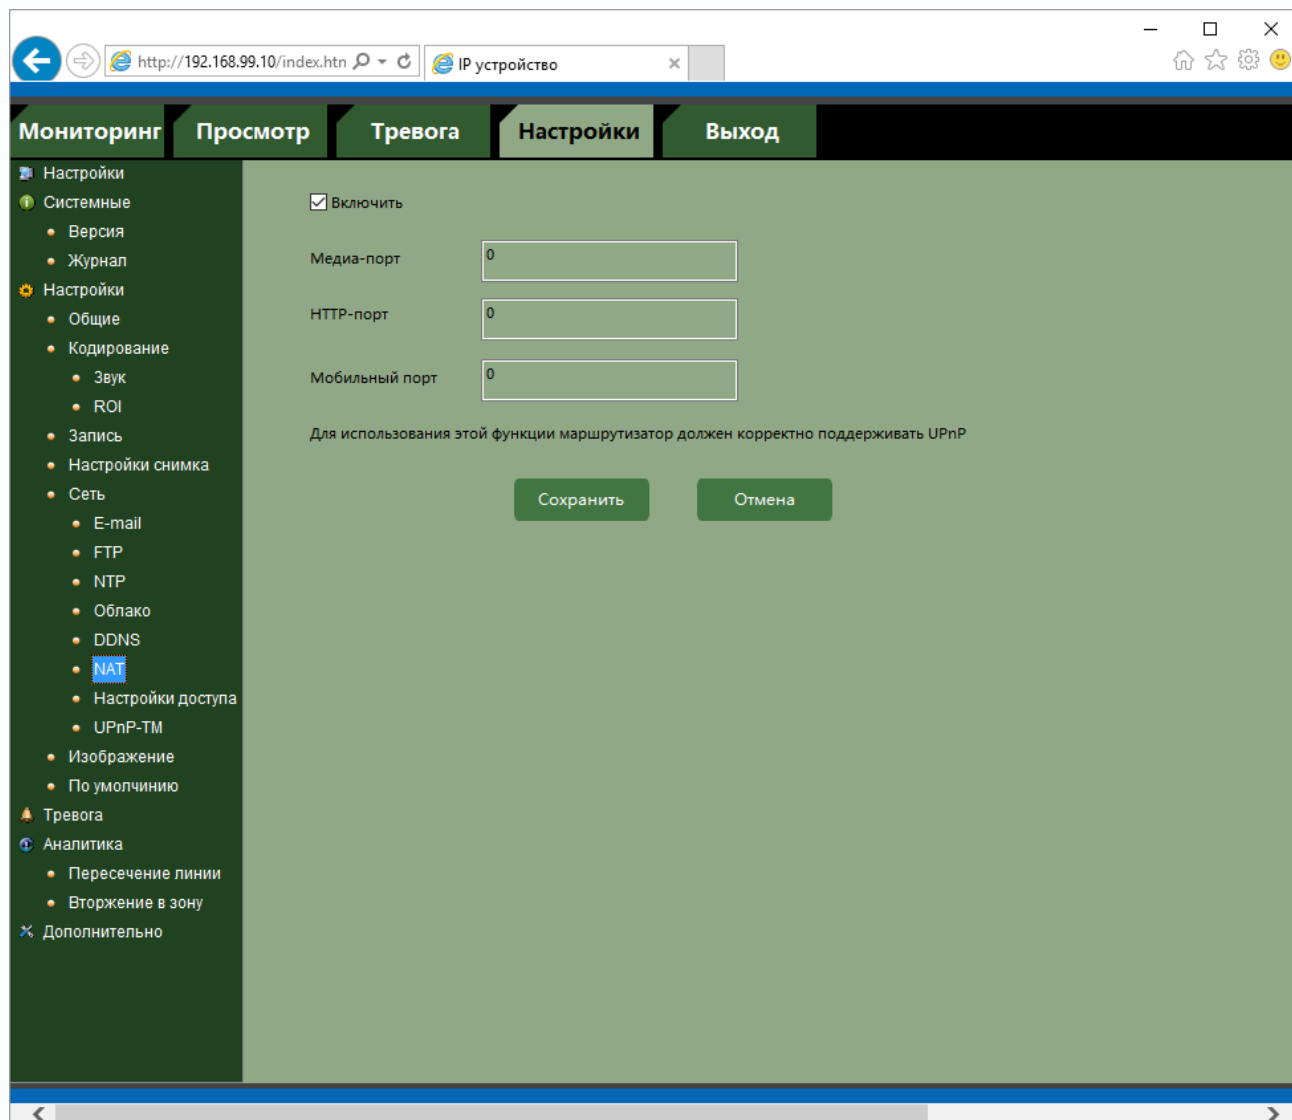 http://192.168.99.10/index.htn
IP устройство
Мониторинг
Просмотр
Тревога
Настройки
Выход
Настройки
Системные
Версия
Журнал
Настройки
Общие
Кодирование
Звук
ROI
Запись
Настройки снимка
Сеть
E-mail
FTP
NTP
Облако
DDNS
NAT
Настройки доступа
UPnP-TM
Изображение
По умолчинию
Тревога
Аналитика
Пересечение линии
Вторжение в зону
Дополнительно
Включить
Медиа-порт 0
HTTP-порт 0
Мобильный порт 0
Для использования этой функции маршрутизатор должен корректно поддерживать UPnP
Сохранить
Отмена